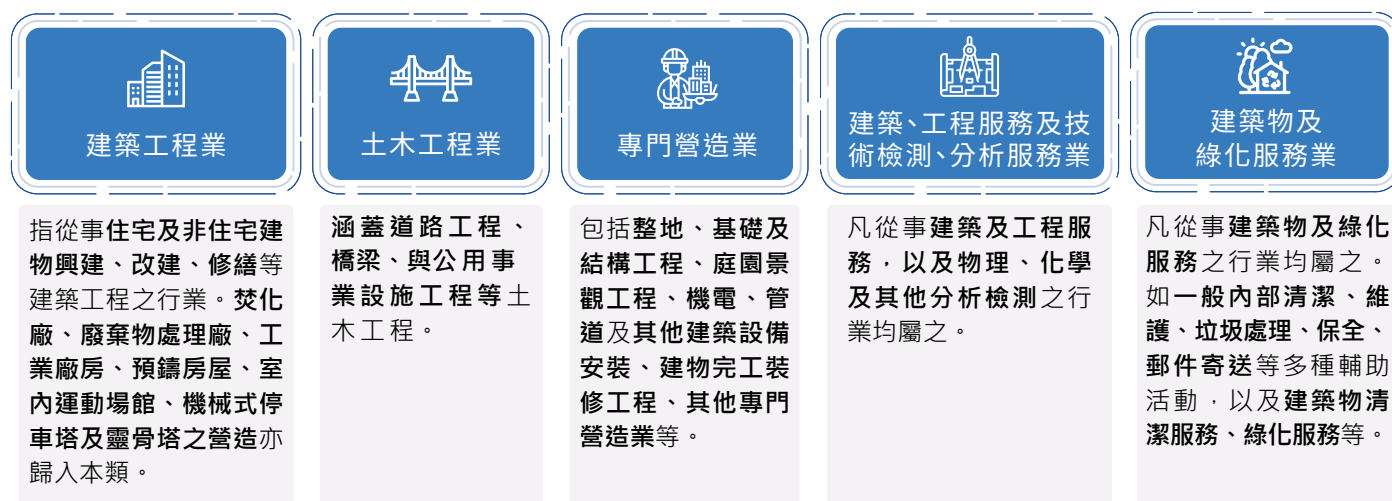 建築工程業
指從事住宅及非住宅建
物興建、改建、修繕等
建築工程之行業。焚化
廠、廢棄物處理廠、工
業廠房、預鑄房屋、室
內運動場館、機械式停
車塔及靈骨塔之營造亦
歸入本類。
土木工程業
涵蓋道路工程、
橋梁、與公用事
業設施工程等土
木工程。
專門營造業
包括整地、基礎及
結構工程、庭園景
觀工程、機電、管
道及其他建築設備
安裝、建物完工裝
修工程、其他專門
營造業等。
建築、工程服務及技
術檢測、分析服務業
凡從事建築及工程服
務，以及物理、化學
及其他分析檢測之行
業均屬之。
建築物及
綠化服務業
凡從事建築物及綠化
服務之行業均屬之。
如一般內部清潔、維
護、垃圾處理、保全、
郵件寄送等多種輔助
活動，以及建築物清
潔服務、綠化服務等。